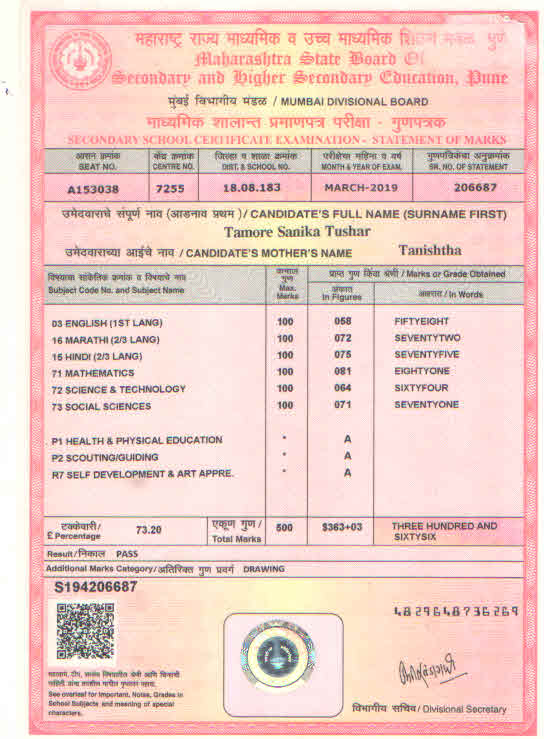 महाराष्ट्र राज्य माध्यमिक व उच्च माध्यमिक शिक्षण मंडळ पुणे
Maharashtra State Board Of
Secondary and Higher Secondary Education, Pune
मुंबई विभागीय मंडळ / MUMBAI DIVISIONAL BOARD
माध्यमिक शालान्त प्रमाणपत्र परीक्षा - गुणपत्रक
SECONDARY SCHOOL CERTIFICATE EXAMINATION - STATEMENT OF MARKS
आसन क्रमांक केंद्र क्रमांक जिल्हा व शाळा क्रमांक परीक्षेचा महिना व वर्ष गुणपत्रिकेचा अनुक्रमांक
SEAT NO. CENTRE NO. DIST. & SCHOOL NO. MONTH & YEAR OF EXAM. SR. NO. OF STATEMENT
A153038 7255 18.08.183 MARCH-2019 206687
उमेदवाराचे संपूर्ण नाव (आडनाव प्रथम) / CANDIDATE'S FULL NAME (SURNAME FIRST)
Tamore Sanika Tushar
उमेदवाराच्या आईचे नाव / CANDIDATE'S MOTHER'S NAME Tanishtha
विषयाचा सांकेतिक क्रमांक व विषयाचे नाव
Subject Code No. and Subject Name
कमाल गुण
Max. Marks
प्राप्त गुण किंवा श्रेणी / Marks or Grade Obtained
अंकात
In Figures
अक्षरात / In Words
03 ENGLISH (1ST LANG) 100 058 FIFTYEIGHT
16 MARATHI (2/3 LANG) 100 072 SEVENTYTWO
15 HINDI (2/3 LANG) 100 075 SEVENTYFIVE
71 MATHEMATICS 100 081 EIGHTYONE
72 SCIENCE & TECHNOLOGY 100 064 SIXTYFOUR
73 SOCIAL SCIENCES 100 071 SEVENTYONE
P1 HEALTH & PHYSICAL EDUCATION * A
P2 SCOUTING/GUIDING * A
R7 SELF DEVELOPMENT & ART APPRE. * A
टक्केवारी / एकूण गुण /
£ Percentage 73.20 Total Marks 500 $363+03 THREE HUNDRED AND
SIXTYSIX
Result/निकाल PASS
Additional Marks Category/अतिरिक्त गुण प्रवर्ग DRAWING
S194206687
4829648736269
See overleaf for Important, Notes, Grades in
School Subjects and meaning of special
characters.
विभागीय सचिव / Divisional Secretary